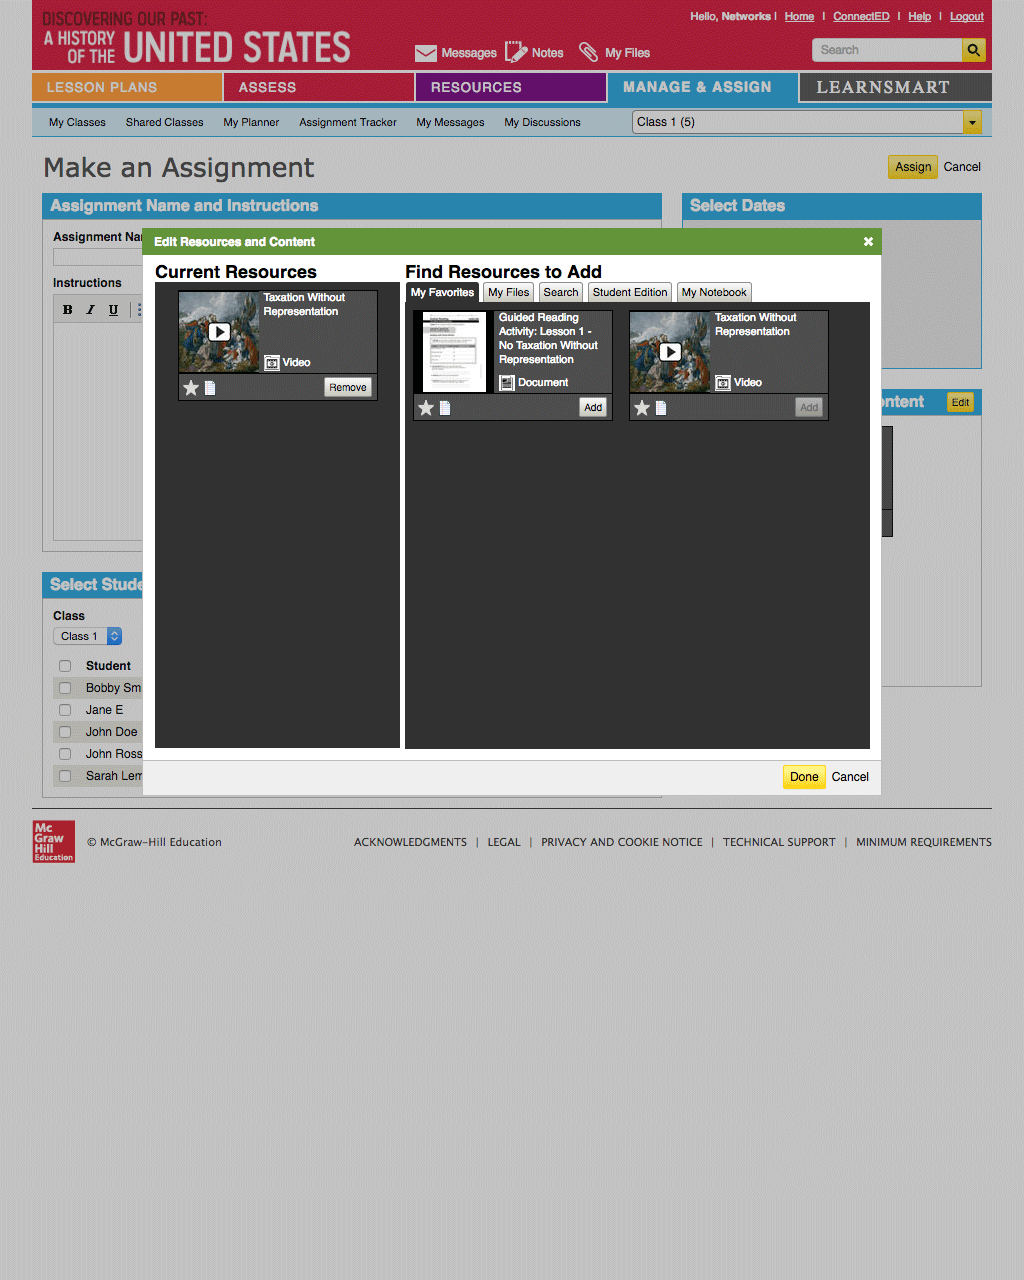 DISCOVERING OUR PAST:
A HISTORY
OF THE
UNITED STATES
Hello, Networks | Home | ConnectED | Help | Logout
Messages
Notes
My Files
Search
LESSON PLANS
ASSESS
RESOURCES
MANAGE & ASSIGN
LEARNSMART
My Classes
Shared Classes
My Planner
Assignment Tracker
My Messages
My Discussions
Class 1 (5)
Make an Assignment
Assign
Cancel
Assignment Name and Instructions
Select Dates
Assignment Na
Instructions
B I U
Edit Resources and Content
Current Resources
Taxation Without
Representation
Video
Remove
Find Resources to Add
My Favorites
My Files
Search
Student Edition
My Notebook
Guided Reading
Activity: Lesson 1 -
No Taxation Without
Representation
Document
Add
Taxation Without
Representation
Video
Add
ntent
Edit
Select Stude
Class
Class 1
Student
Bobby Sm
Jane E
John Doe
John Ross
Sarah Lem
Done
Cancel
Mc
Graw
Hill
Education
© McGraw-Hill Education
ACKNOWLEDGMENTS | LEGAL | PRIVACY AND COOKIE NOTICE | TECHNICAL SUPPORT | MINIMUM REQUIREMENTS